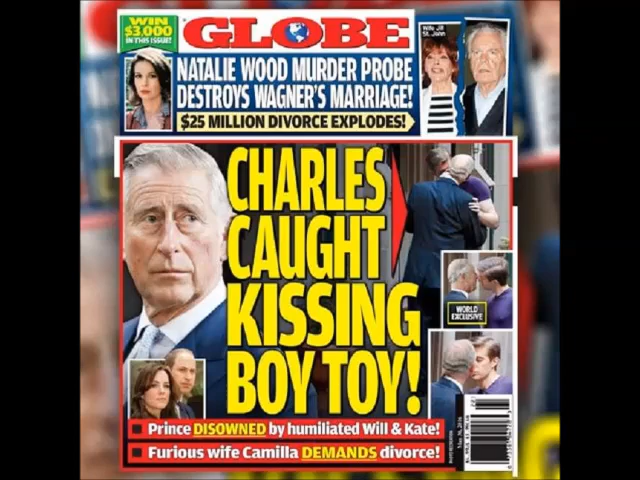 WIN
$3,000
IN THIS ISSUE!
GLOBE
NATALIE WOOD MURDER PROBE
DESTROYS WAGNER'S MARRIAGE!
$25 MILLION DIVORCE EXPLODES!
Wife Jill
St. John
CHARLES
CAUGHT
KISSING
BOY TOY!
WORLD
EXCLUSIVE
Prince DISOWNED by humiliated Will & Kate!
Furious wife Camilla DEMANDS divorce!